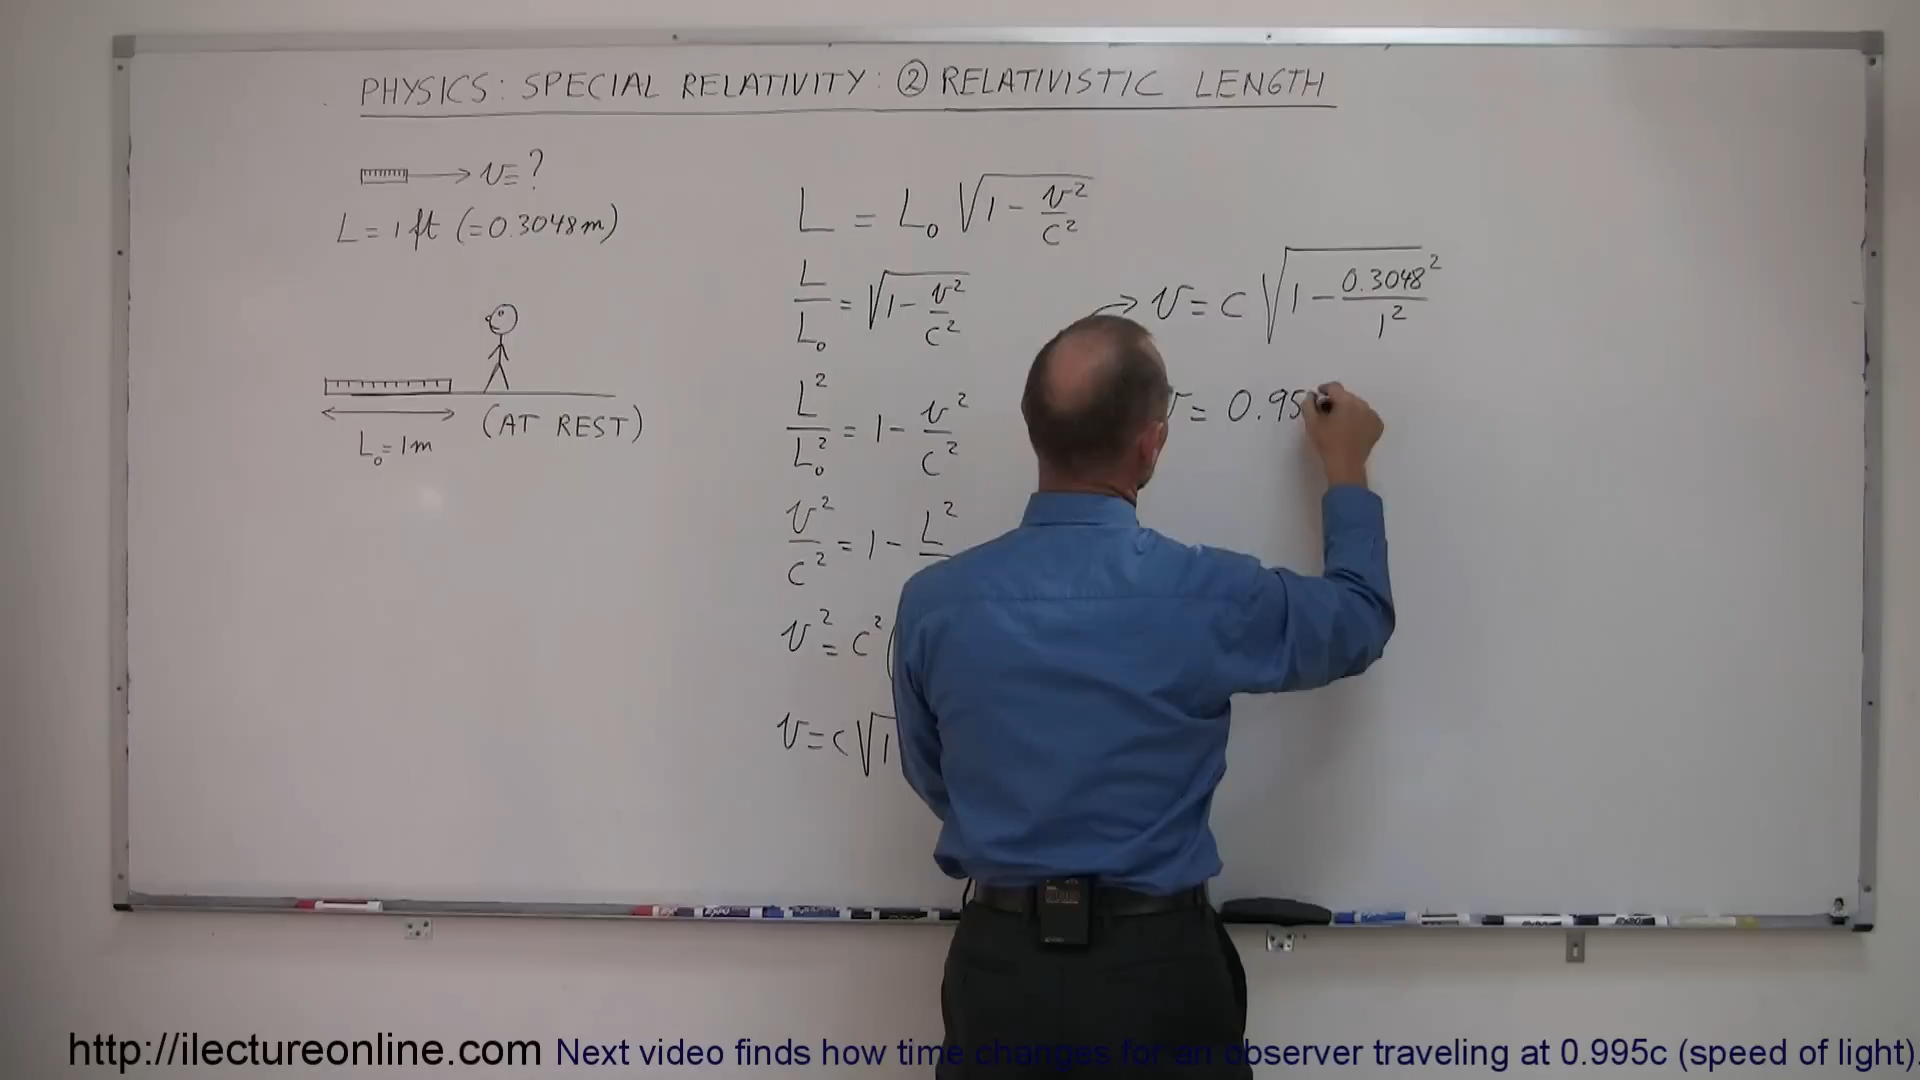 PHYSICS: SPECIAL RELATIVITY: ② RELATIVISTIC LENGTH
v = ?
L = 1 ft (= 0.3048m)
(AT REST)
L₀ = 1m
L = L₀ √(1 - v²/c²)
L/L₀ = √(1 - v²/c²)
L²/L₀² = 1 - v²/c²
v²/c² = 1 - L²
v² = c² (
v = c√1
v = c √(1 - 0.3048²/1²)
v = 0.95
http://ilectureonline.com Next video finds how time changes for an observer traveling at 0.995c (speed of light).